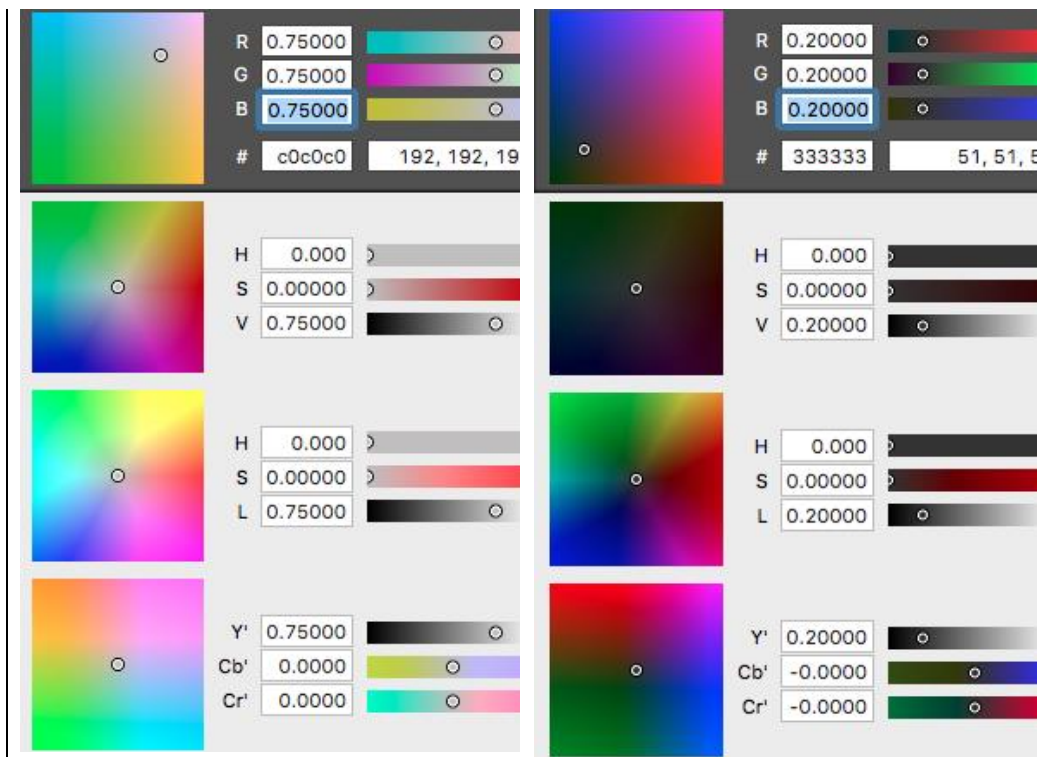 R 0.75000
G 0.75000
B 0.75000
# c0c0c0 192, 192, 19
H 0.000
S 0.00000
V 0.75000
H 0.000
S 0.00000
L 0.75000
Y' 0.75000
Cb' 0.0000
Cr' 0.0000
R 0.20000
G 0.20000
B 0.20000
# 333333 51, 51, 5
H 0.000
S 0.00000
V 0.20000
H 0.000
S 0.00000
L 0.20000
Y' 0.20000
Cb' -0.0000
Cr' -0.0000